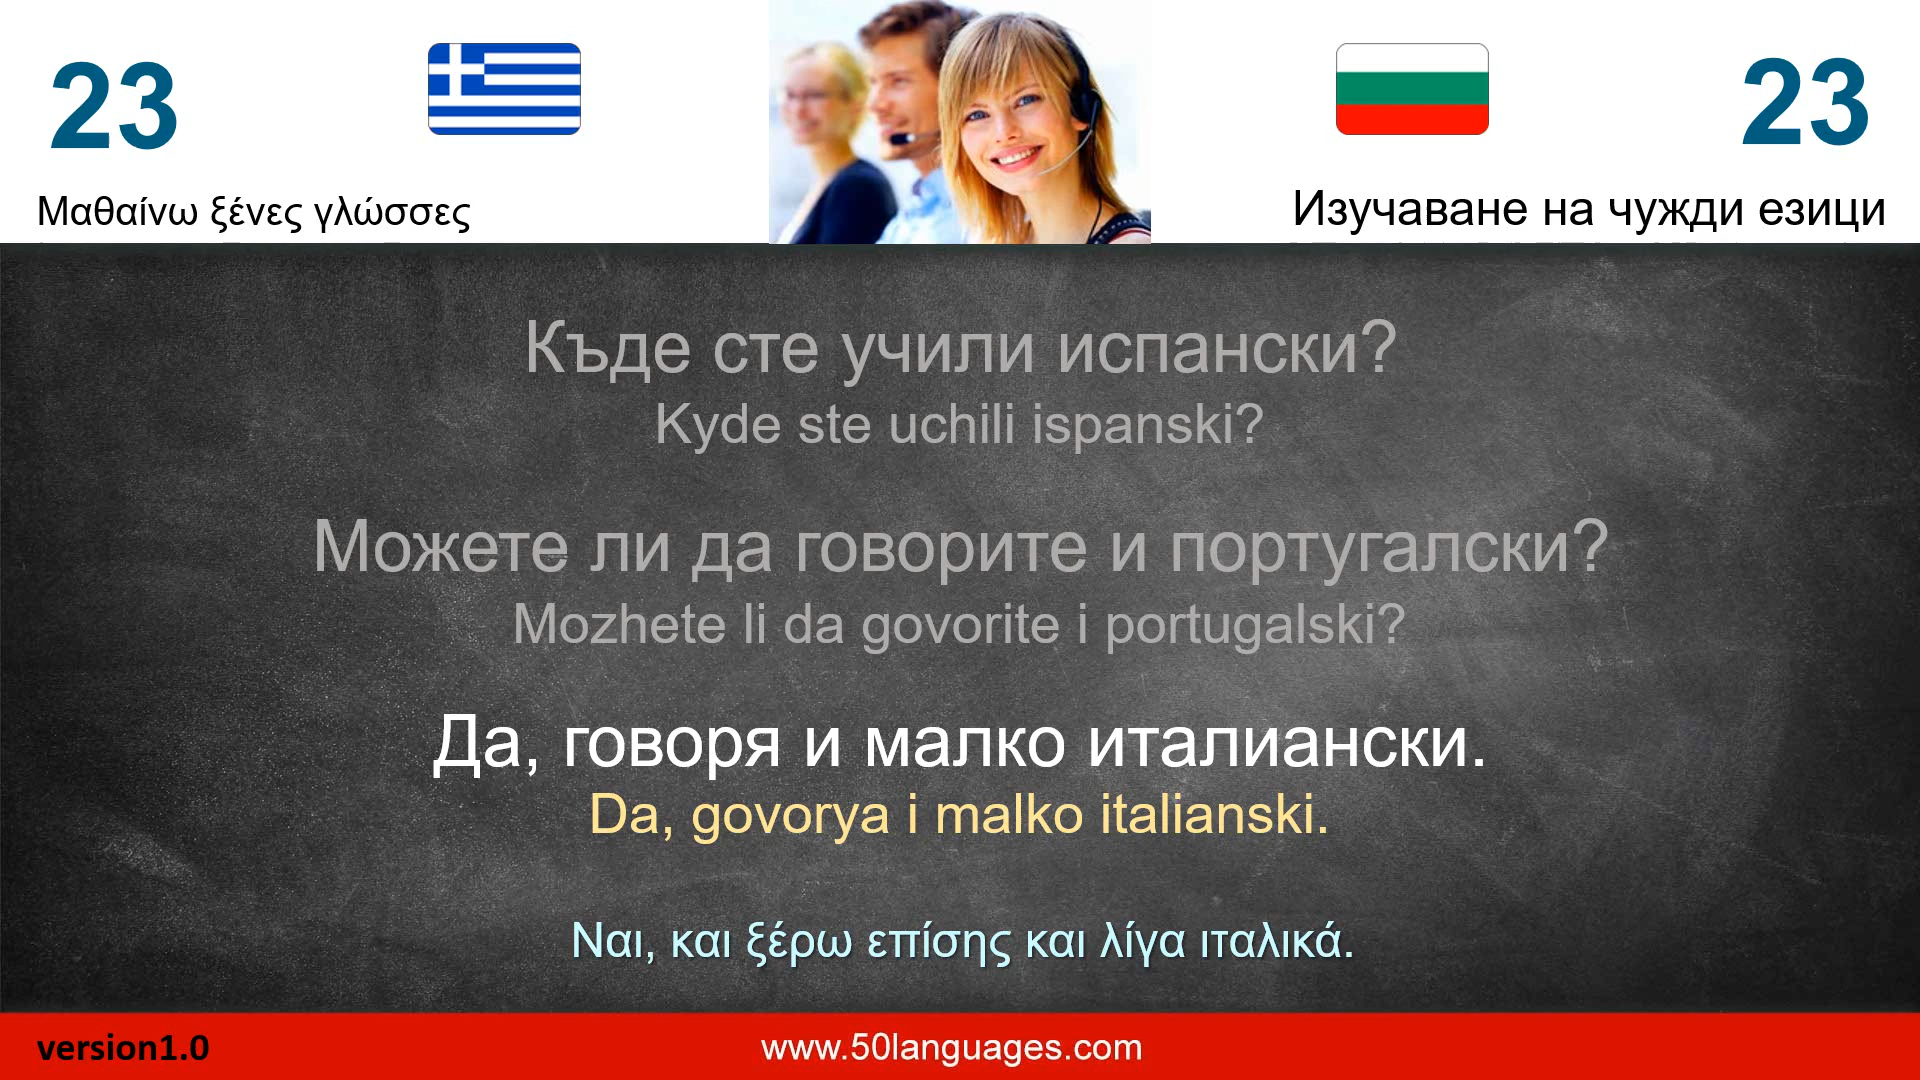 23
23
Μαθαίνω ξένες γλώσσες
Изучаване на чужди езици
Къде сте учили испански?
Kyde ste uchili ispanski?
Можете ли да говорите и португалски?
Mozhete li da govorite i portugalski?
Да, говоря и малко италиански.
Da, govorya i malko italianski.
Ναι, και ξέρω επίσης και λίγα ιταλικά.
version1.0
www.50languages.com